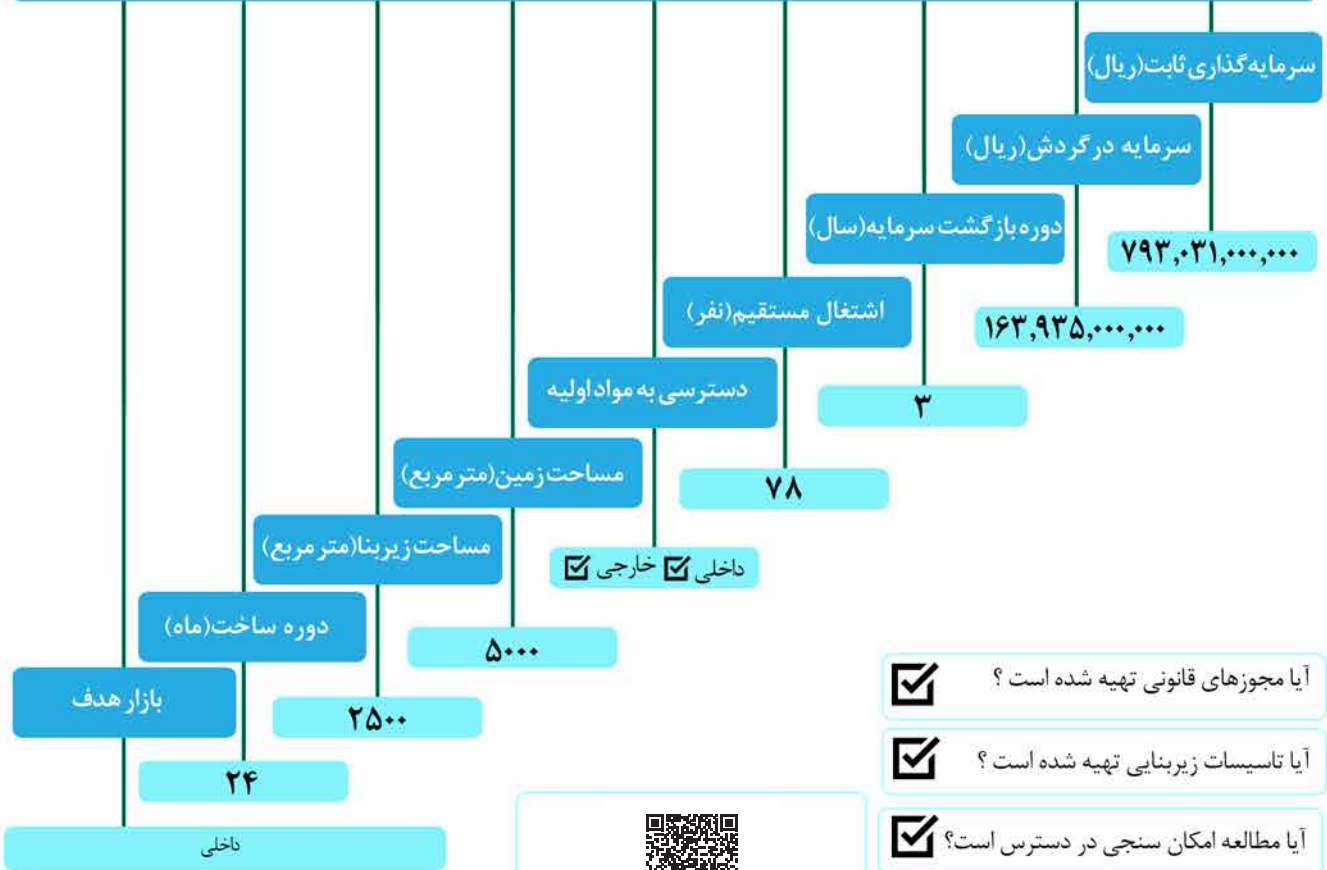 سرمایه‌گذاری ثابت(ریال)
۷۹۳,۰۳۱,۰۰۰,۰۰۰
سرمایه در گردش(ریال)
۱۶۳,۹۳۵,۰۰۰,۰۰۰
دوره بازگشت سرمایه(سال)
۳
اشتغال مستقیم(نفر)
۷۸
دسترسی به مواد اولیه
داخلی ☑ خارجی ☑
مساحت زمین(متر مربع)
۵۰۰۰
مساحت زیربنا(متر مربع)
۲۵۰۰
دوره ساخت(ماه)
۲۴
بازار هدف
داخلی
آیا مجوزهای قانونی تهیه شده است ؟ ☑
آیا تاسیسات زیربنایی تهیه شده است ؟ ☑
آیا مطالعه امکان سنجی در دسترس است؟ ☑